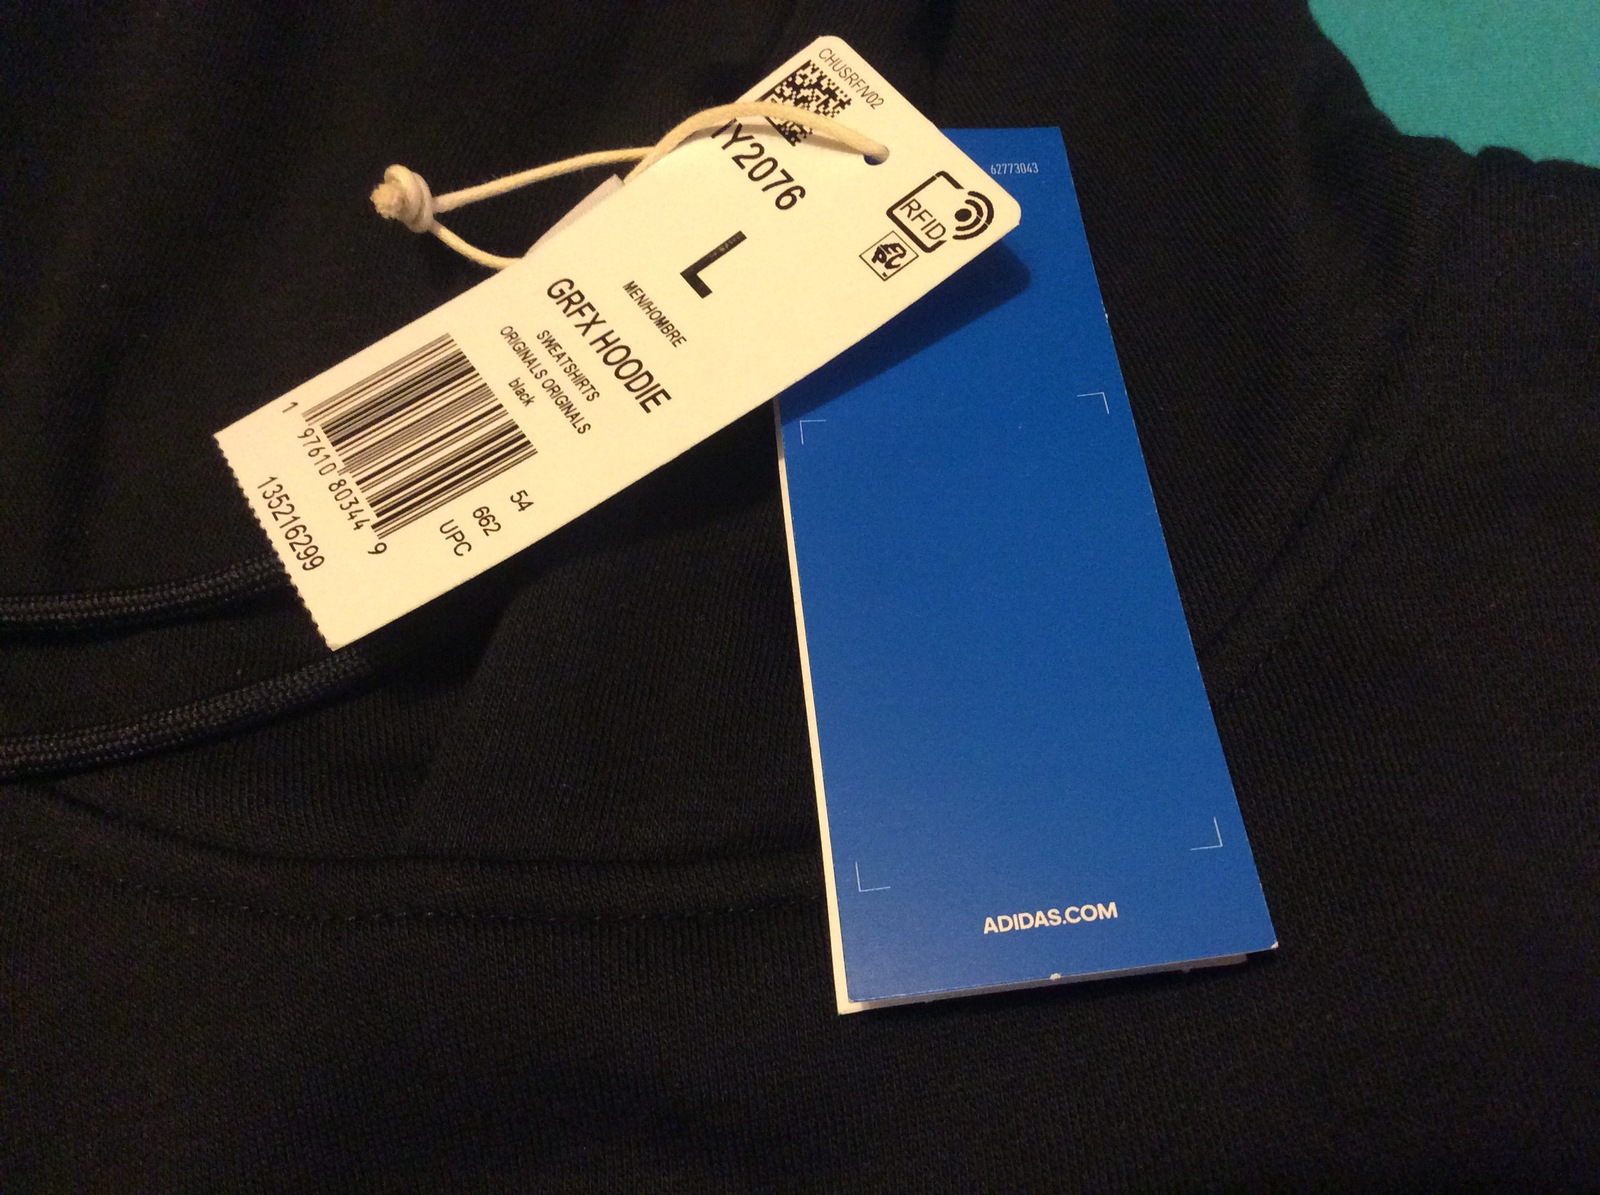 CHUSRFN02
IY2076
RFID
EPC
L
MEN/HOMBRE
GRFX HOODIE
SWEATSHIRTS
ORIGINALS ORIGINALS
black
1 97610 80344 9
54
662
UPC
135216299
62773043
ADIDAS.COM